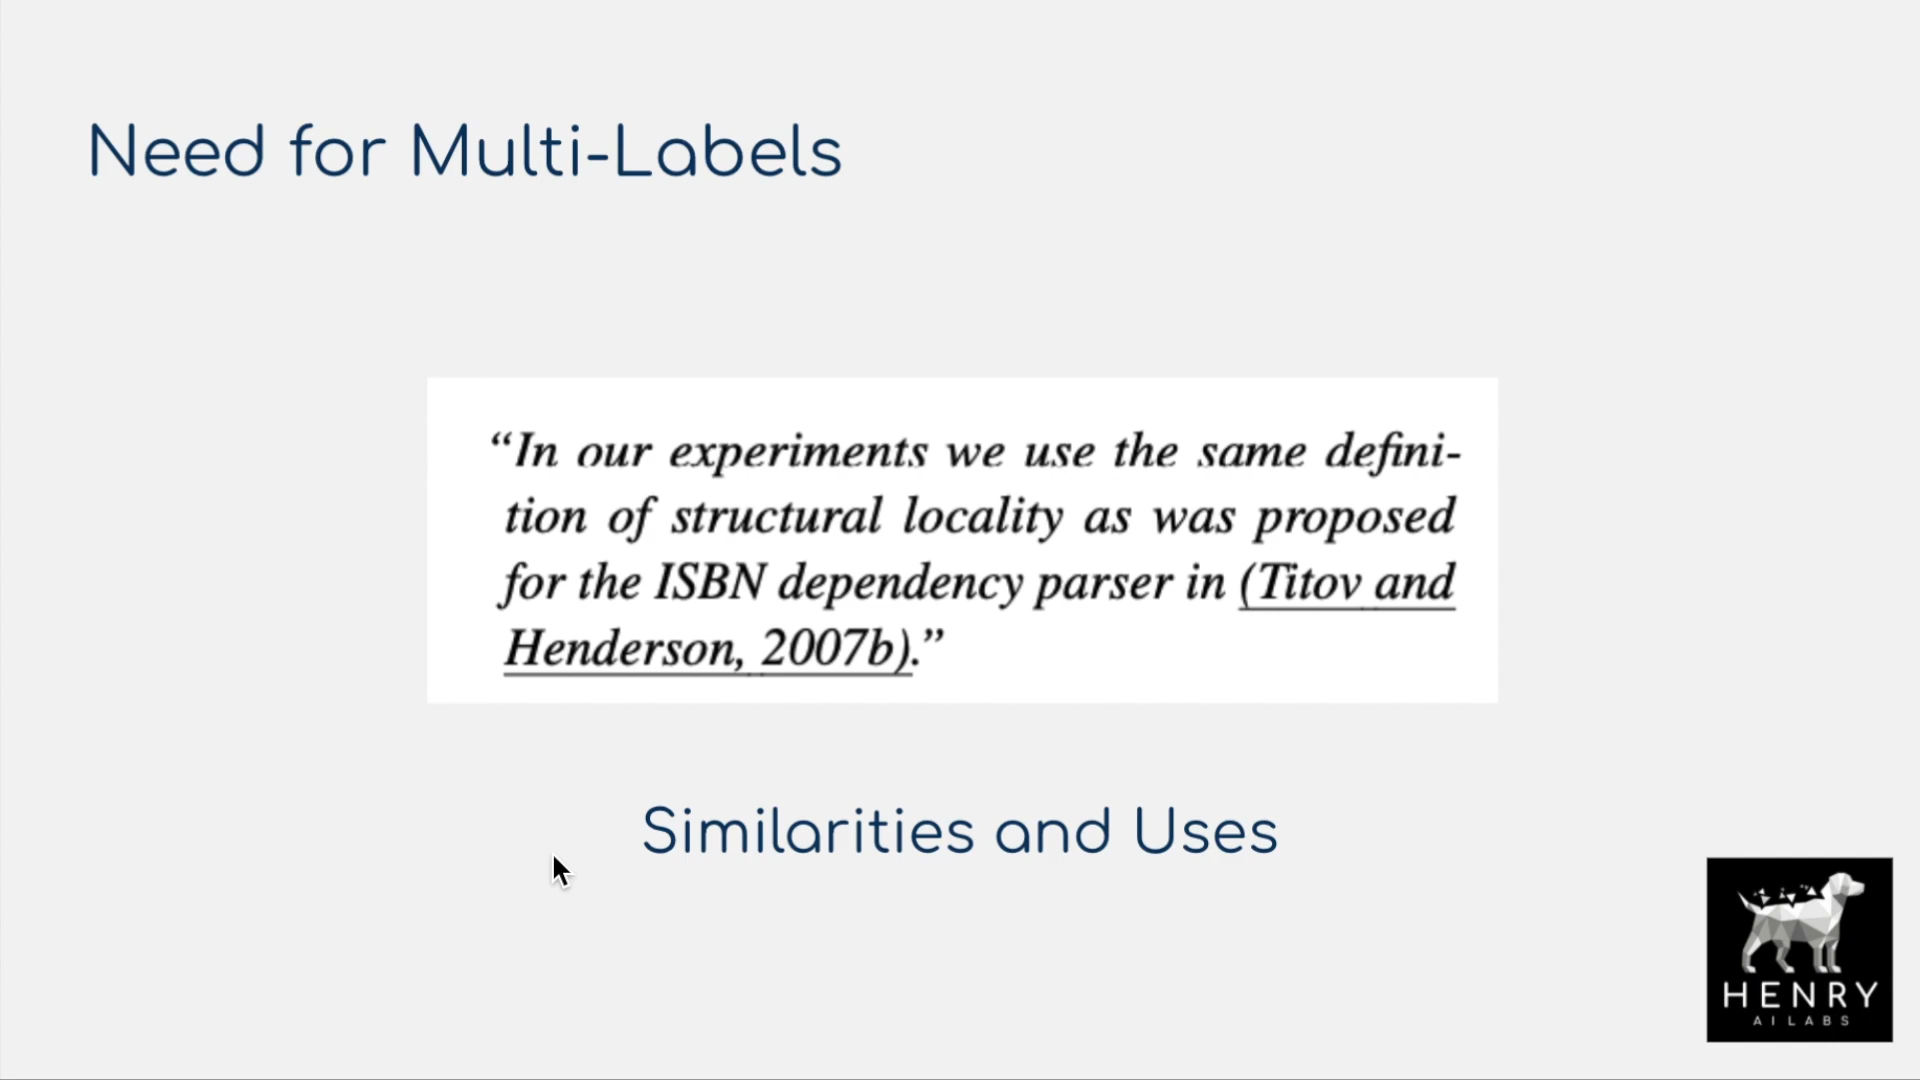 Need for Multi-Labels
“In our experiments we use the same defini-
tion of structural locality as was proposed
for the ISBN dependency parser in (Titov and
Henderson, 2007b).”
Similarities and Uses
HENRY
AI LABS